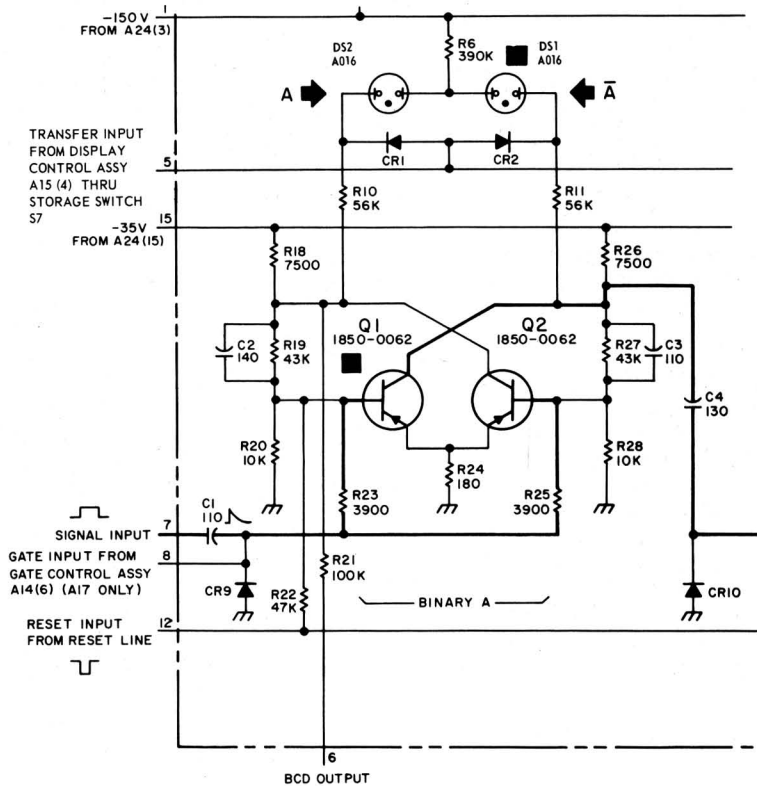 -150 V 1
FROM A24(3)
DS2
A016
R6
390K
DS1
A016
A
A̅
TRANSFER INPUT
FROM DISPLAY
CONTROL ASSY
A15 (4) THRU
STORAGE SWITCH
S7
5
CR1
CR2
R10
56K
R11
56K
-35V 15
FROM A24(15)
R18
7500
R26
7500
Q1
1850-0062
Q2
1850-0062
C2
140
R19
43K
R27
43K
C3
110
C4
130
R20
10K
R28
10K
R24
180
R23
3900
R25
3900
C1
110
SIGNAL INPUT 7
GATE INPUT FROM 8
GATE CONTROL ASSY
A14(6) (A17 ONLY)
CR9
R22
47K
R21
100K
CR10
BINARY A
RESET INPUT 12
FROM RESET LINE
6
BCD OUTPUT